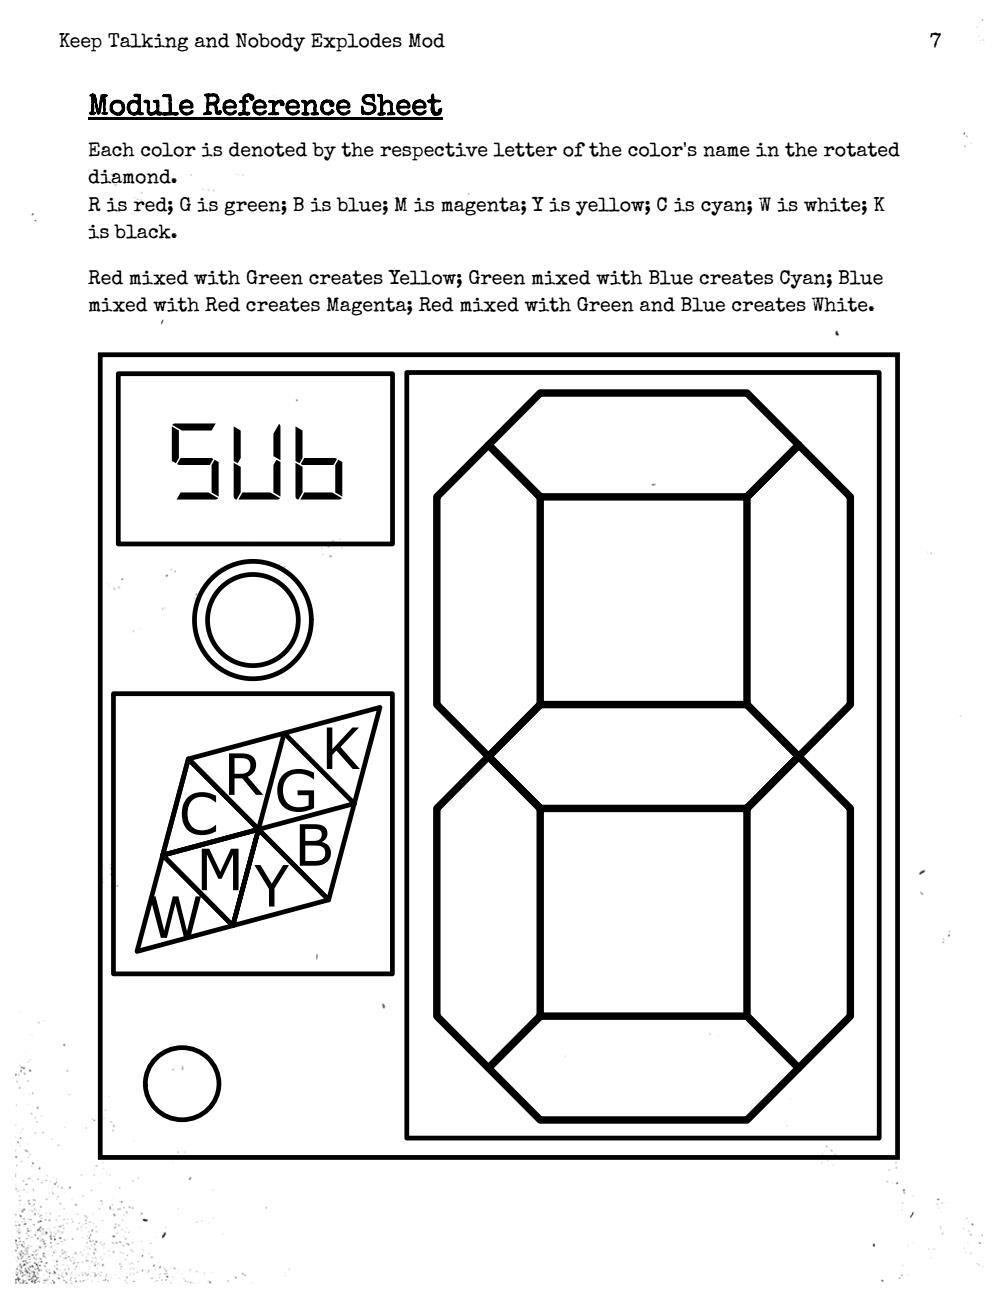 Keep Talking and Nobody Explodes Mod 7
Module Reference Sheet
Each color is denoted by the respective letter of the color's name in the rotated
diamond.
R is red; G is green; B is blue; M is magenta; Y is yellow; C is cyan; W is white; K
is black.
Red mixed with Green creates Yellow; Green mixed with Blue creates Cyan; Blue
mixed with Red creates Magenta; Red mixed with Green and Blue creates White.
SUb
K
R
G
C
B
M
Y
W